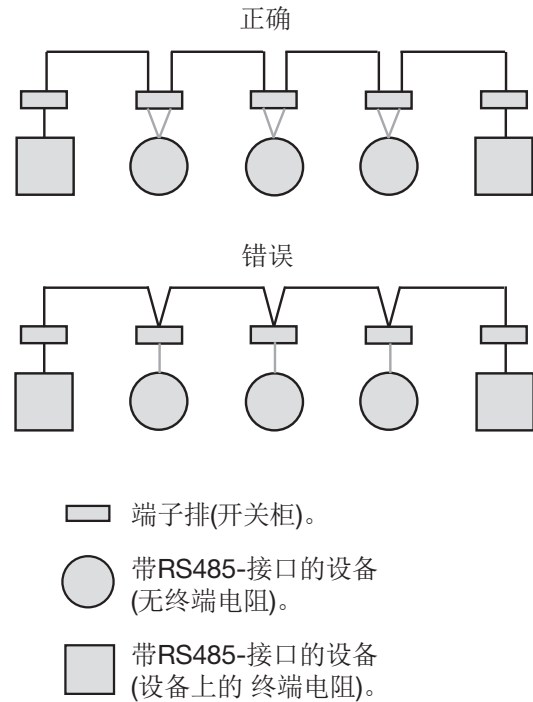 正确
错误
端子排(开关柜)。
带RS485-接口的设备
(无终端电阻)。
带RS485-接口的设备
(设备上的 终端电阻)。